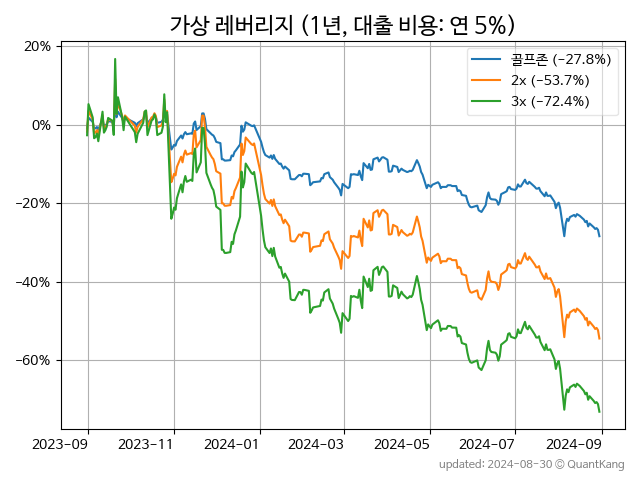 가상 레버리지 (1년, 대출 비용: 연 5%)
20%
0%
−20%
−40%
−60%
골프존 (−27.8%)
2x (−53.7%)
3x (−72.4%)
2023-09 2023-11 2024-01 2024-03 2024-05 2024-07 2024-09
updated: 2024-08-30 © QuantKang